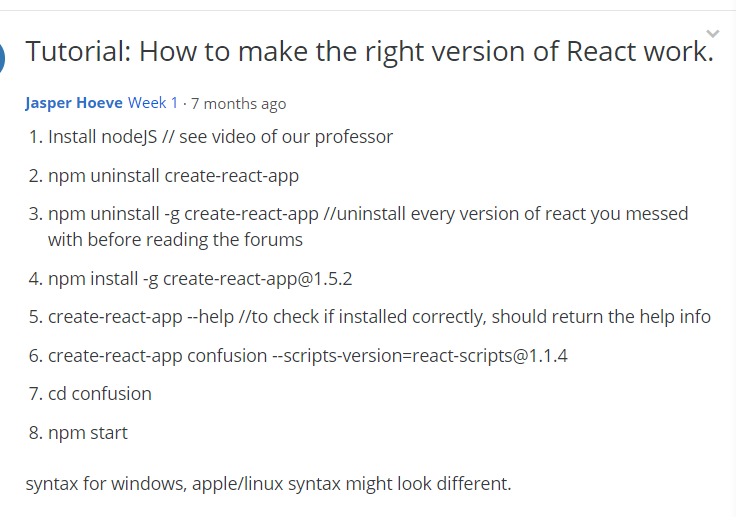 Tutorial: How to make the right version of React work.
Jasper Hoeve Week 1 · 7 months ago
1. Install nodeJS // see video of our professor
2. npm uninstall create-react-app
3. npm uninstall -g create-react-app //uninstall every version of react you messed
with before reading the forums
4. npm install -g create-react-app@1.5.2
5. create-react-app --help //to check if installed correctly, should return the help info
6. create-react-app confusion --scripts-version=react-scripts@1.1.4
7. cd confusion
8. npm start
syntax for windows, apple/linux syntax might look different.